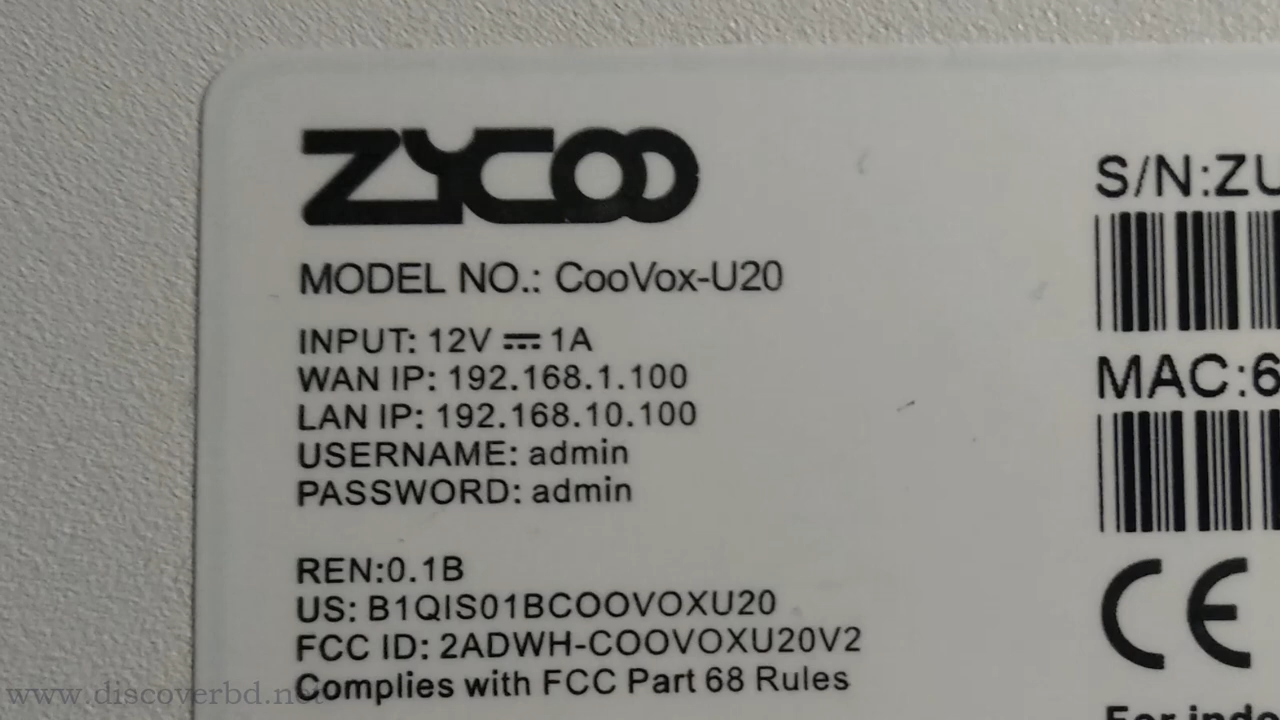 ZYCOO
MODEL NO.: CooVox-U20
INPUT: 12V ⎓ 1A
WAN IP: 192.168.1.100
LAN IP: 192.168.10.100
USERNAME: admin
PASSWORD: admin
REN:0.1B
US: B1QIS01BCOOVOXU20
FCC ID: 2ADWH-COOVOXU20V2
Complies with FCC Part 68 Rules
S/N:ZU
MAC:6
CE
For indo
www.discoverbd.net